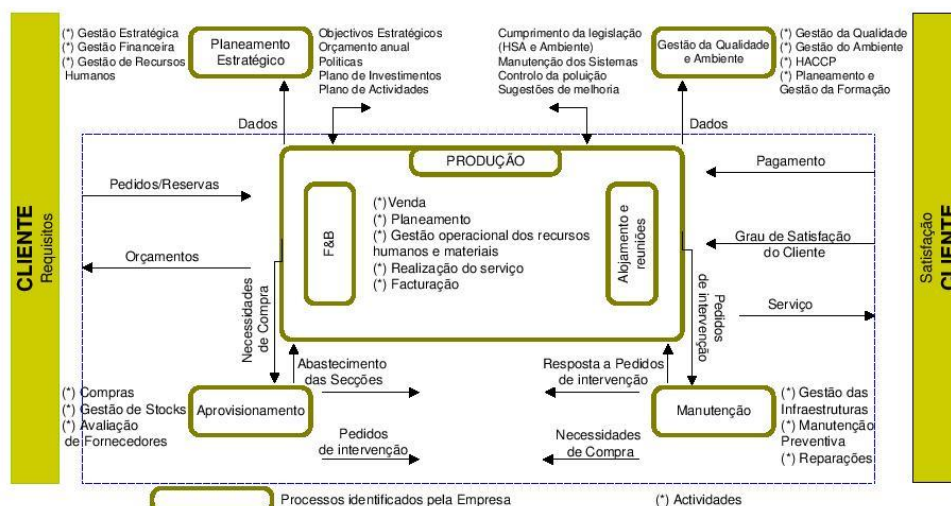 CLIENTE
Requisitos
(*) Gestão Estratégica
(*) Gestão Financeira
(*) Gestão de Recursos
Humanos
Planeamento
Estratégico
Objectivos Estratégicos
Orçamento anual
Politicas
Plano de Investimentos
Plano de Actividades
Cumprimento da legislação
(HSA e Ambiente)
Manutenção dos Sistemas
Controlo da poluição
Sugestões de melhoria
Gestão da Qualidade
e Ambiente
(*) Gestão da Qualidade
(*) Gestão do Ambiente
(*) HACCP
(*) Planeamento e
Gestão da Formação
Satisfação
CLIENTE
Dados
Dados
PRODUÇÃO
F&B
(*) Venda
(*) Planeamento
(*) Gestão operacional dos recursos
humanos e materiais
(*) Realização do serviço
(*) Facturação
Alojamento e
reuniões
Pedidos/Reservas
Orçamentos
Pagamento
Grau de Satisfação
do Cliente
Serviço
Necessidades
de Compra
Pedidos
de intervenção
Abastecimento
das Secções
Resposta a Pedidos
de intervenção
(*) Compras
(*) Gestão de Stocks
(*) Avaliação
de Fornecedores
Aprovisionamento
Pedidos
de intervenção
Necessidades
de Compra
Manutenção
(*) Gestão das
Infraestruturas
(*) Manutenção
Preventiva
(*) Reparações
Processos identificados pela Empresa
(*) Actividades